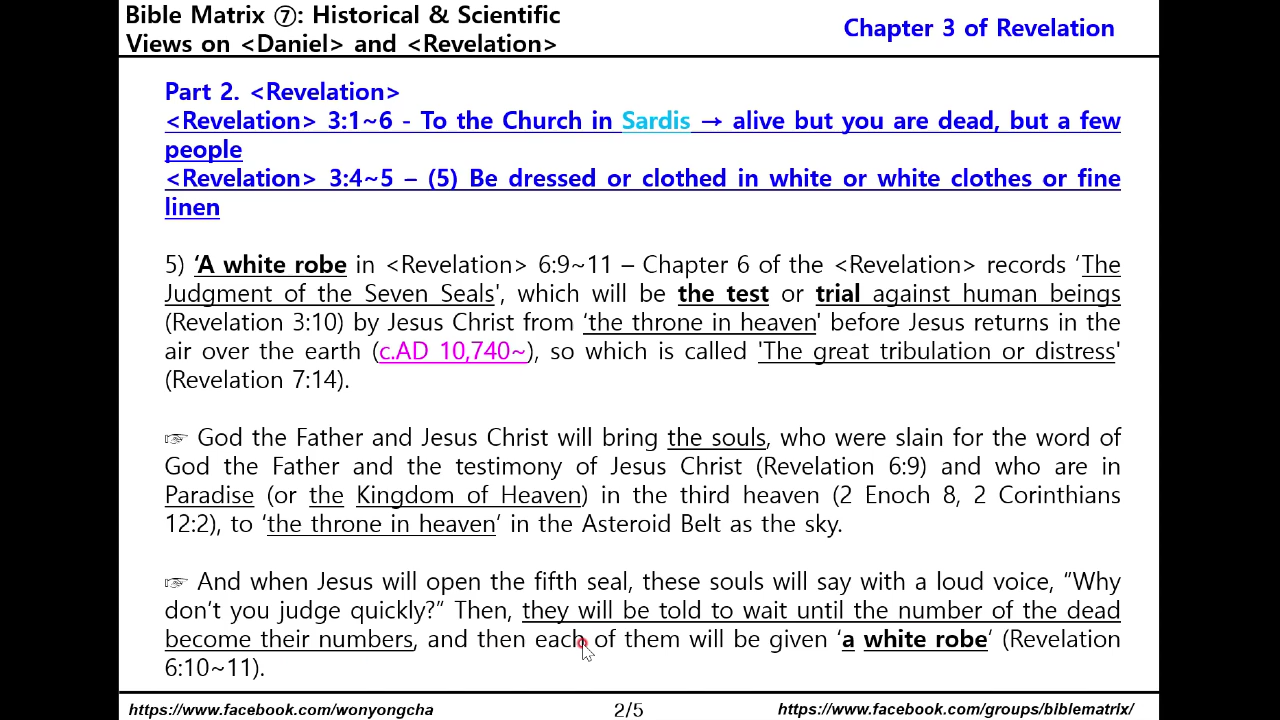 Bible Matrix ⑦: Historical & Scientific
Views on <Daniel> and <Revelation>
Chapter 3 of Revelation
Part 2. <Revelation>
<Revelation> 3:1~6 - To the Church in Sardis → alive but you are dead, but a few
people
<Revelation> 3:4~5 – (5) Be dressed or clothed in white or white clothes or fine
linen
5) ‘A white robe in <Revelation> 6:9~11 – Chapter 6 of the <Revelation> records ‘The
Judgment of the Seven Seals', which will be the test or trial against human beings
(Revelation 3:10) by Jesus Christ from ‘the throne in heaven' before Jesus returns in the
air over the earth (c.AD 10,740~), so which is called 'The great tribulation or distress'
(Revelation 7:14).
☞ God the Father and Jesus Christ will bring the souls, who were slain for the word of
God the Father and the testimony of Jesus Christ (Revelation 6:9) and who are in
Paradise (or the Kingdom of Heaven) in the third heaven (2 Enoch 8, 2 Corinthians
12:2), to ‘the throne in heaven’ in the Asteroid Belt as the sky.
☞ And when Jesus will open the fifth seal, these souls will say with a loud voice, “Why
don’t you judge quickly?” Then, they will be told to wait until the number of the dead
become their numbers, and then each of them will be given ‘a white robe’ (Revelation
6:10~11).
https://www.facebook.com/wonyongcha
2/5
https://www.facebook.com/groups/biblematrix/